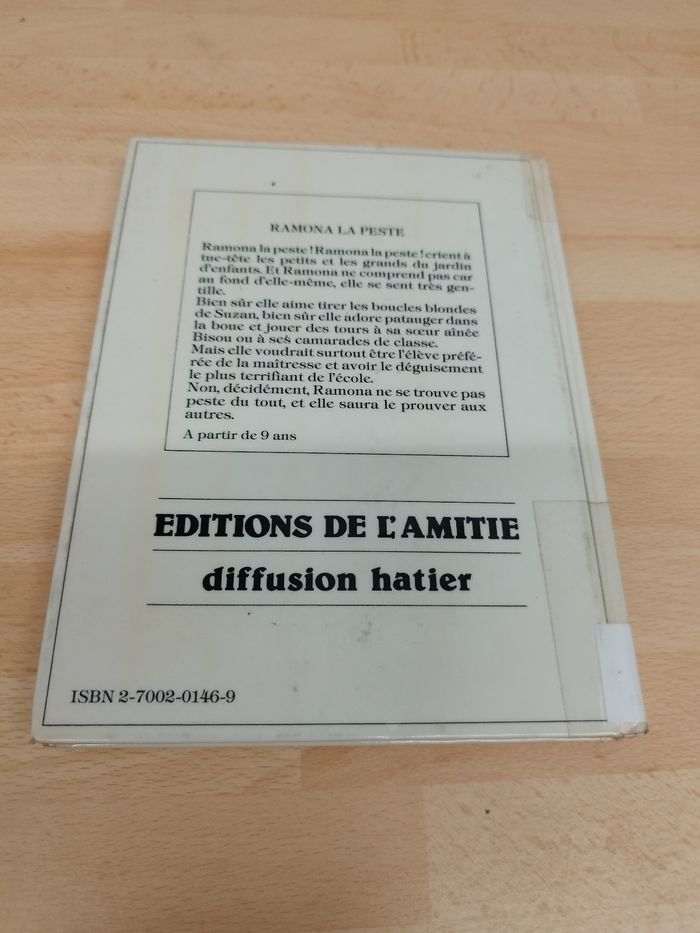 RAMONA LA PESTE
Ramona la peste ! Ramona la peste ! crient à
tue-tête les petits et les grands du jardin
d'enfants. Et Ramona ne comprend pas car
au fond d'elle-même, elle se sent très gen-
tille.
Bien sûr elle aime tirer les boucles blondes
de Suzan, bien sûr elle adore patauger dans
la boue et jouer des tours à sa sœur aînée
Bisou ou à ses camarades de classe.
Mais elle voudrait surtout être l'élève préfé-
rée de la maîtresse et avoir le déguisement
le plus terrifiant de l'école.
Non, décidément, Ramona ne se trouve pas
peste du tout, et elle saura le prouver aux
autres.
A partir de 9 ans
EDITIONS DE L'AMITIE
diffusion hatier
ISBN 2-7002-0146-9